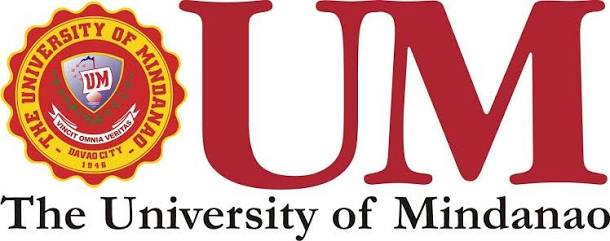 THE UNIVERSITY OF MINDANAO
UM
VINCIT OMNIA VERITAS
- DAVAO CITY -
1946
UM
The University of Mindanao